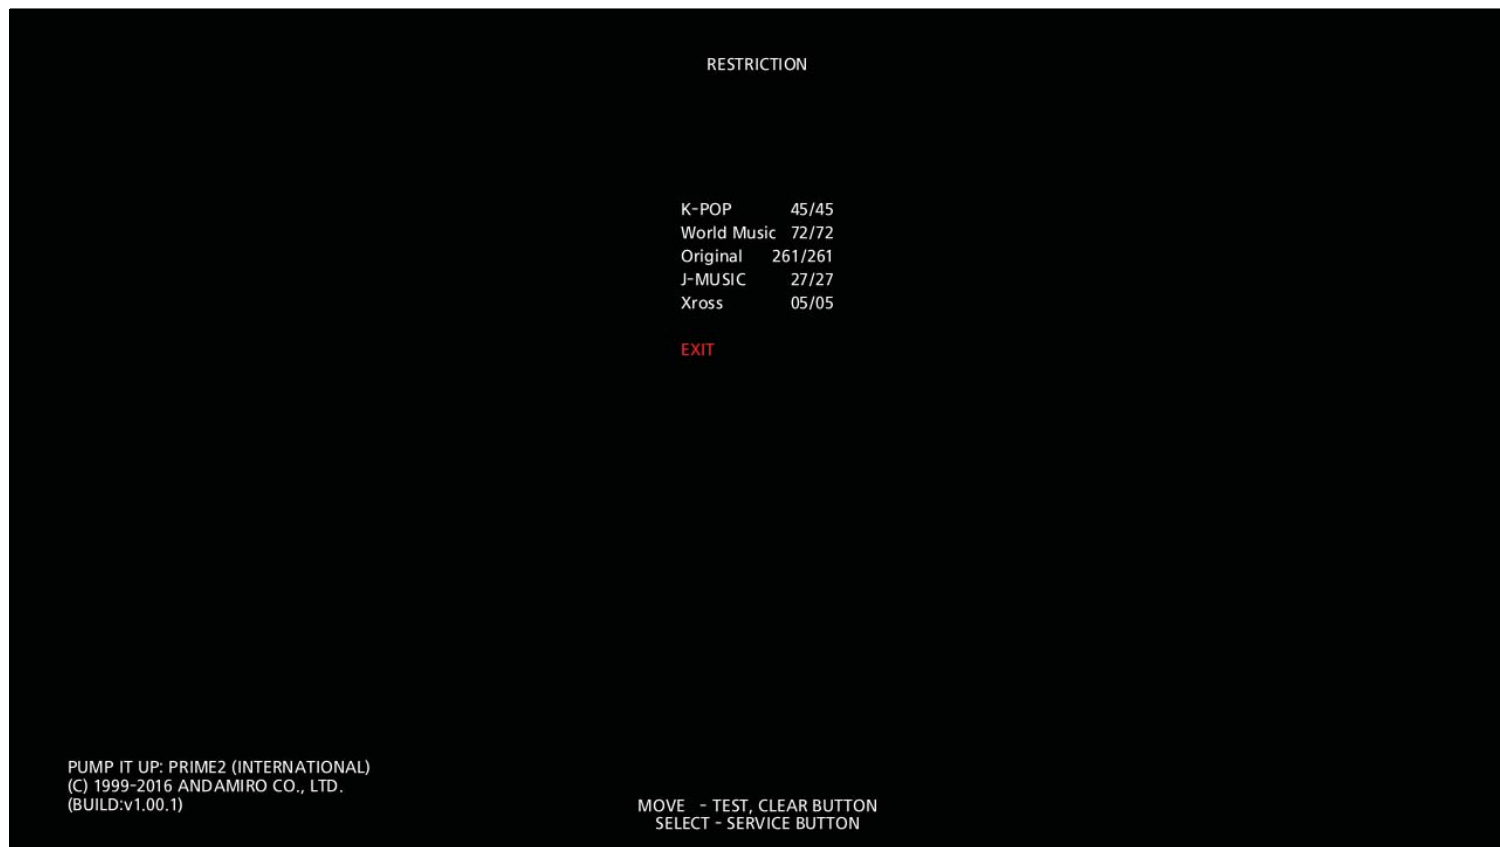 RESTRICTION
K-POP 45/45
World Music 72/72
Original 261/261
J-MUSIC 27/27
Xross 05/05
EXIT
PUMP IT UP: PRIME2 (INTERNATIONAL)
(C) 1999-2016 ANDAMIRO CO., LTD.
(BUILD:v1.00.1)
MOVE - TEST, CLEAR BUTTON
SELECT - SERVICE BUTTON